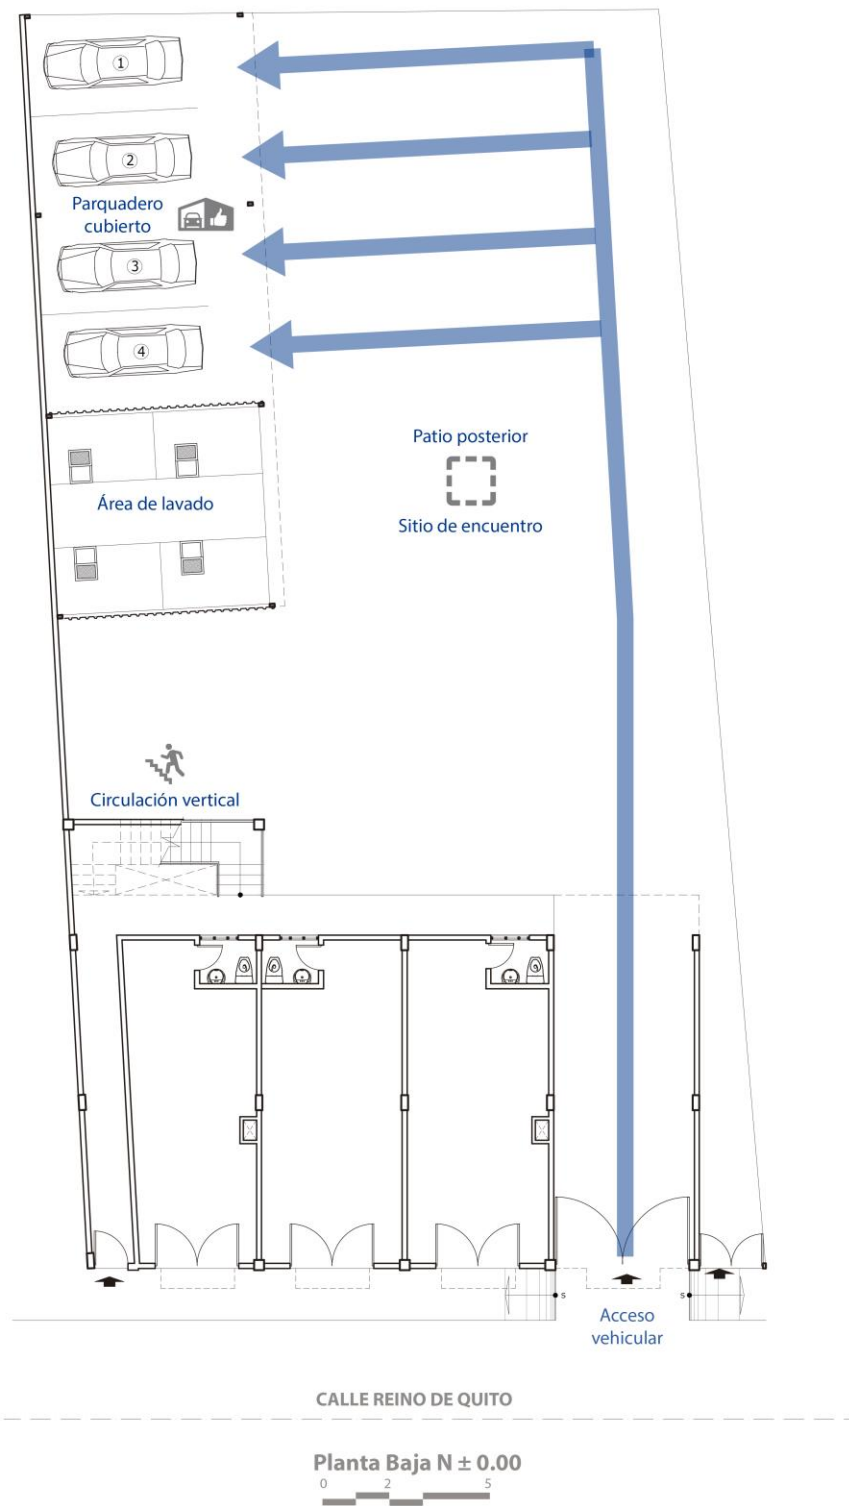 1
2
Parquadero
cubierto
3
4
Patio posterior
Área de lavado
Sitio de encuentro
Circulación vertical
s
s
Acceso
vehicular
CALLE REINO DE QUITO
Planta Baja N ± 0.00
0 2 5